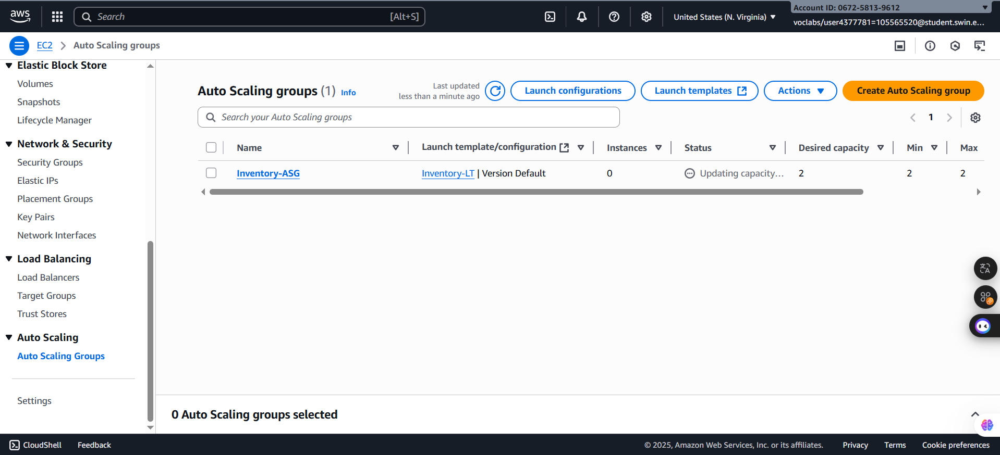 aws
Search
[Alt+S]
United States (N. Virginia)
Account ID: 0672-5813-9612
voclabs/user4377781=105565520@student.swin.e...
EC2
Auto Scaling groups
Elastic Block Store
Volumes
Snapshots
Lifecycle Manager
Network & Security
Security Groups
Elastic IPs
Placement Groups
Key Pairs
Network Interfaces
Load Balancing
Load Balancers
Target Groups
Trust Stores
Auto Scaling
Auto Scaling Groups
Settings
Auto Scaling groups (1) Info
Last updated
less than a minute ago
Launch configurations
Launch templates
Actions
Create Auto Scaling group
Search your Auto Scaling groups
1
Name Launch template/configuration Instances Status Desired capacity Min Max
Inventory-ASG Inventory-LT | Version Default 0 Updating capacity... 2 2 2
0 Auto Scaling groups selected
CloudShell Feedback © 2025, Amazon Web Services, Inc. or its affiliates. Privacy Terms Cookie preferences